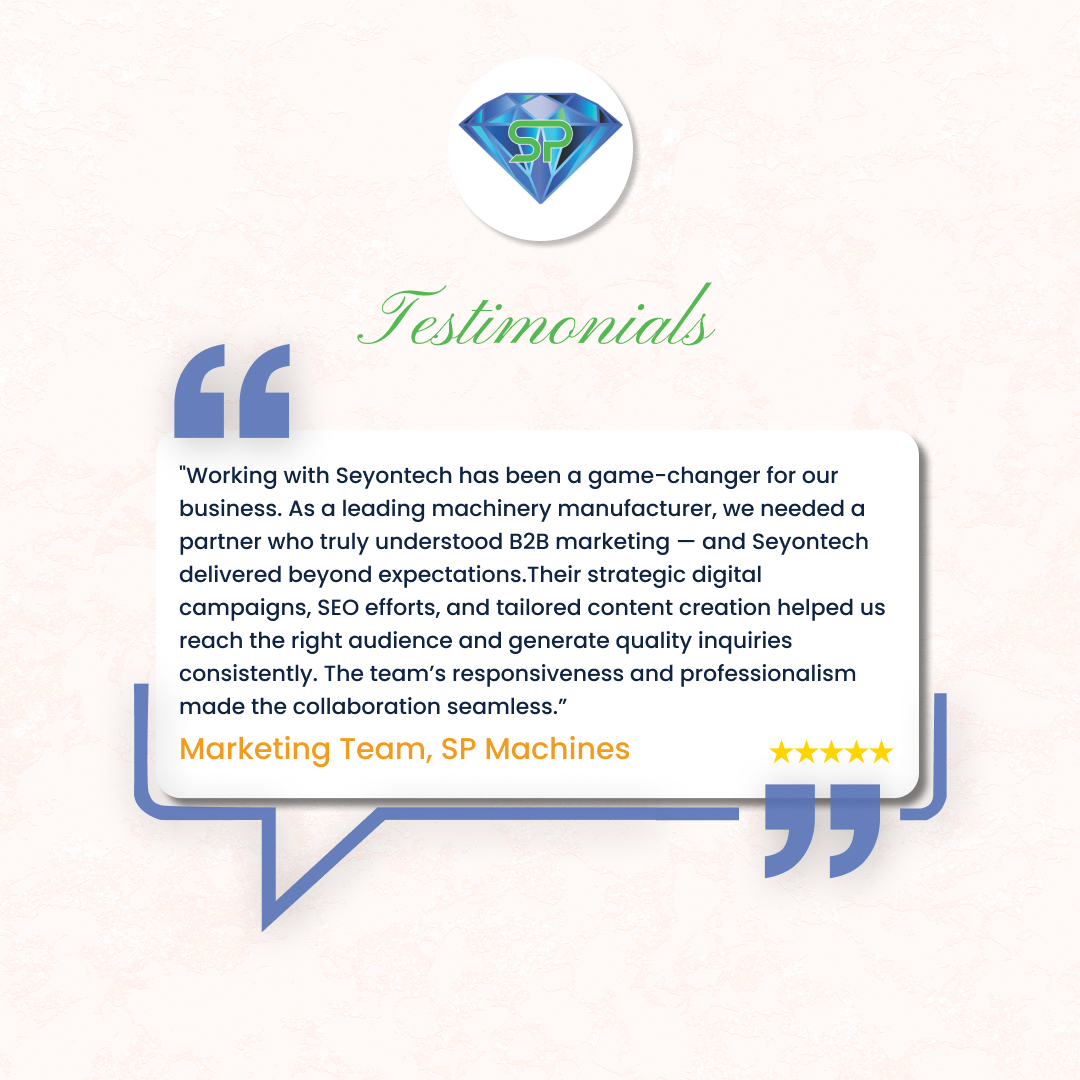 SP
Testimonials
"Working with Seyontech has been a game-changer for our
business. As a leading machinery manufacturer, we needed a
partner who truly understood B2B marketing — and Seyontech
delivered beyond expectations.Their strategic digital
campaigns, SEO efforts, and tailored content creation helped us
reach the right audience and generate quality inquiries
consistently. The team’s responsiveness and professionalism
made the collaboration seamless.”
Marketing Team, SP Machines